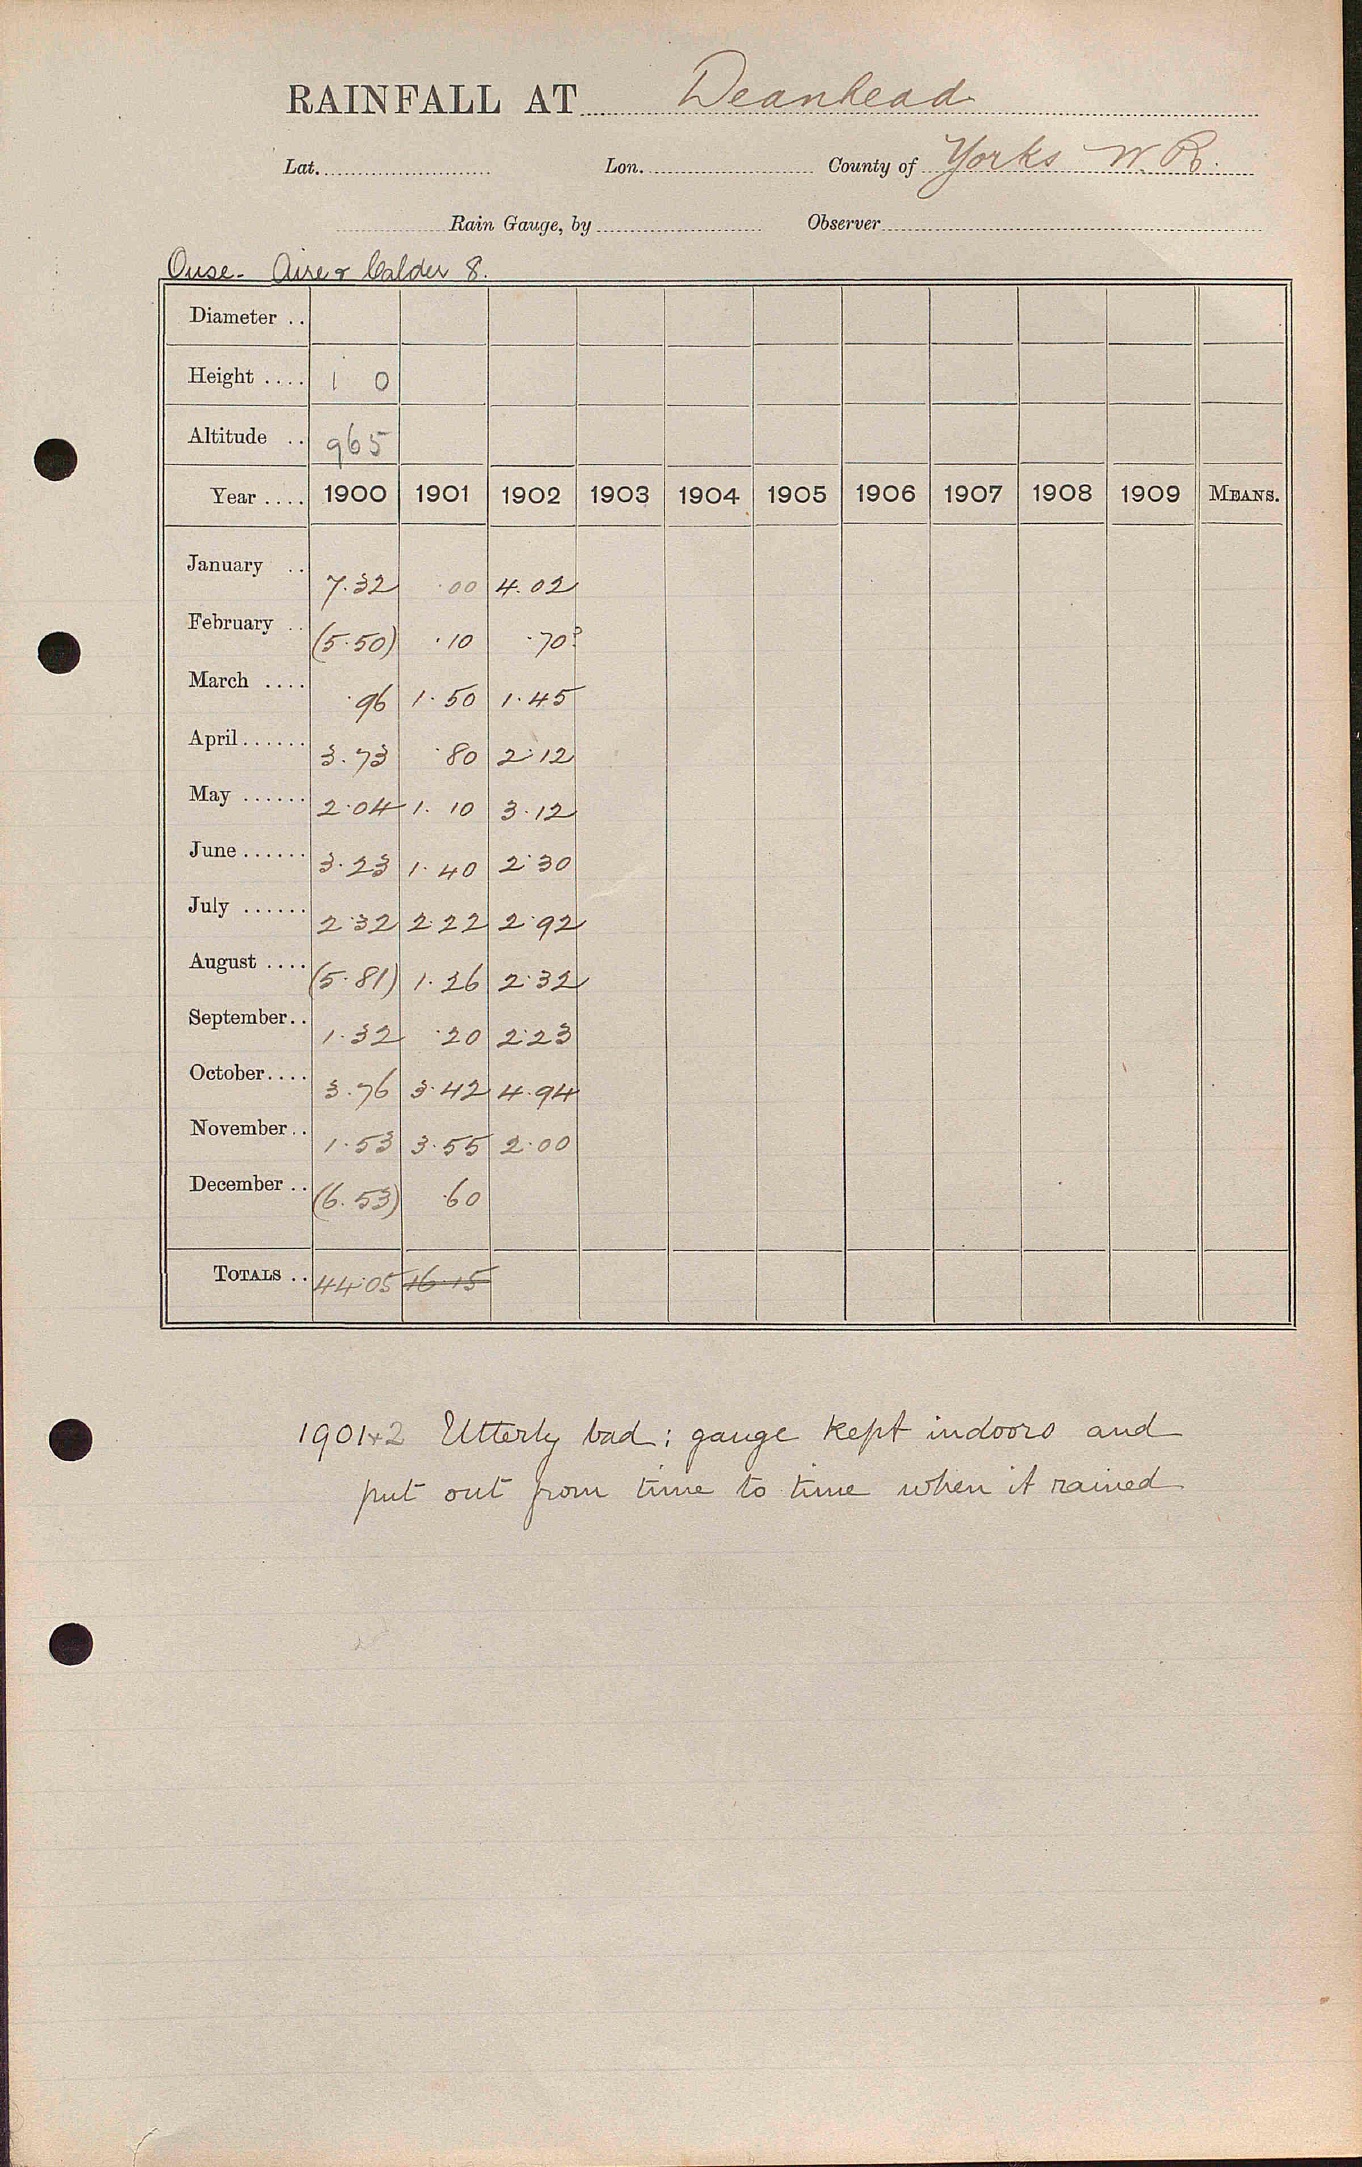 RAINFALL AT Deanhead
Lat. Lon. County of Yorks W.R.
Rain Gauge, by Observer
Ouse - Aire & Calder 8.
Diameter ..
Height .... 1 0
Altitude .. 965
Year .... 1900 1901 1902 1903 1904 1905 1906 1907 1908 1909 MEANS.
January .. 7.32 .00 4.02
February .. (5.50) .10 .70?
March .... .96 1.50 1.45
April ...... 3.73 .80 2.12
May ...... 2.04 1.10 3.12
June ...... 3.23 1.40 2.30
July ...... 2.32 2.22 2.92
August .... (5.81) 1.26 2.32
September .. 1.32 .20 2.23
October .... 3.76 3.42 4.94
November .. 1.53 3.55 2.00
December .. (6.53) .60
TOTALS .. 44.05 16.15
1901+2 Utterly bad; gauge kept indoors and
put out from time to time when it rained